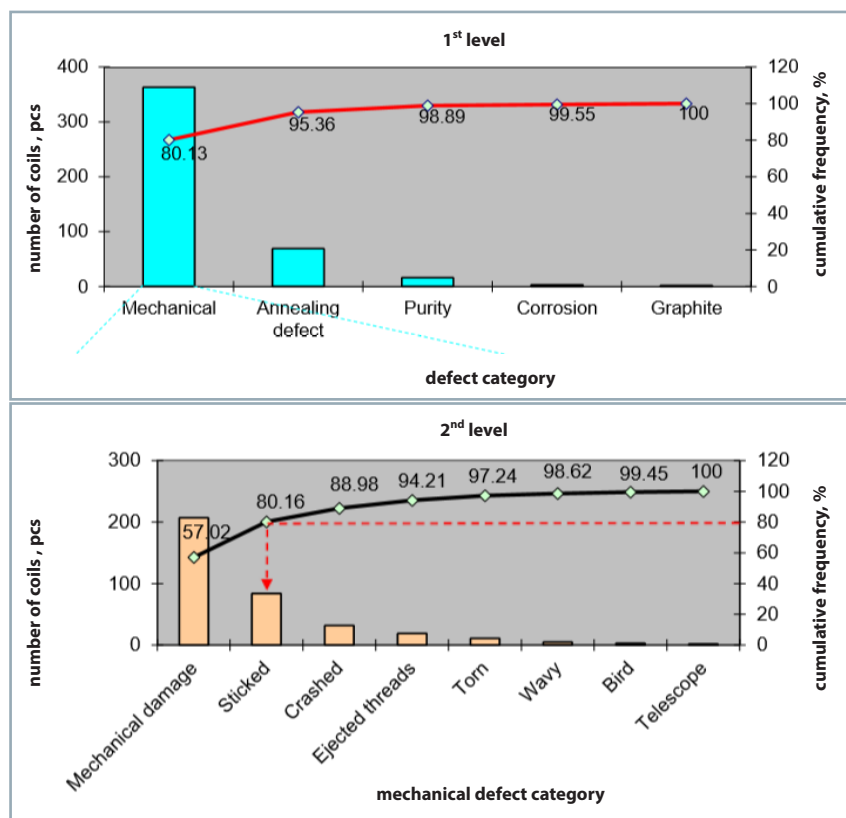 1st level
number of coils , pcs
400
300
200
100
0
80.13
95.36
98.89
99.55
100
120
100
80
60
40
20
0
cumulative frequency, %
Mechanical
Annealing
defect
Purity
Corrosion
Graphite
defect category
2nd level
number of coils , pcs
300
200
100
0
57.02
80.16
88.98
94.21
97.24
98.62
99.45
100
120
100
80
60
40
20
0
cumulative frequency, %
Mechanical damage
Sticked
Crashed
Ejected threads
Torn
Wavy
Bird
Telescope
mechanical defect category